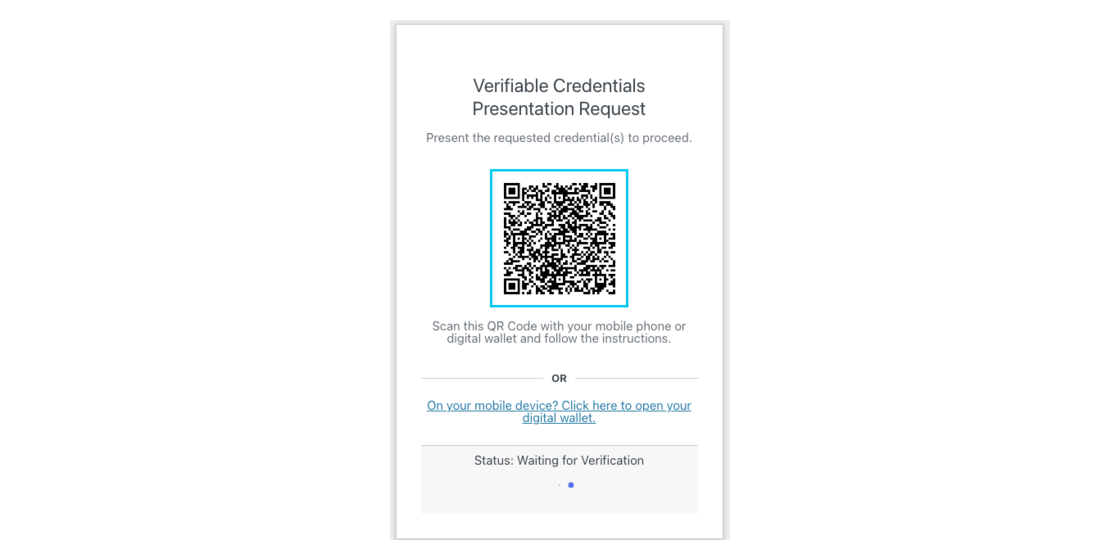 Verifiable Credentials
Presentation Request
Present the requested credential(s) to proceed.
Scan this QR Code with your mobile phone or
digital wallet and follow the instructions.
OR
On your mobile device? Click here to open your
digital wallet.
Status: Waiting for Verification